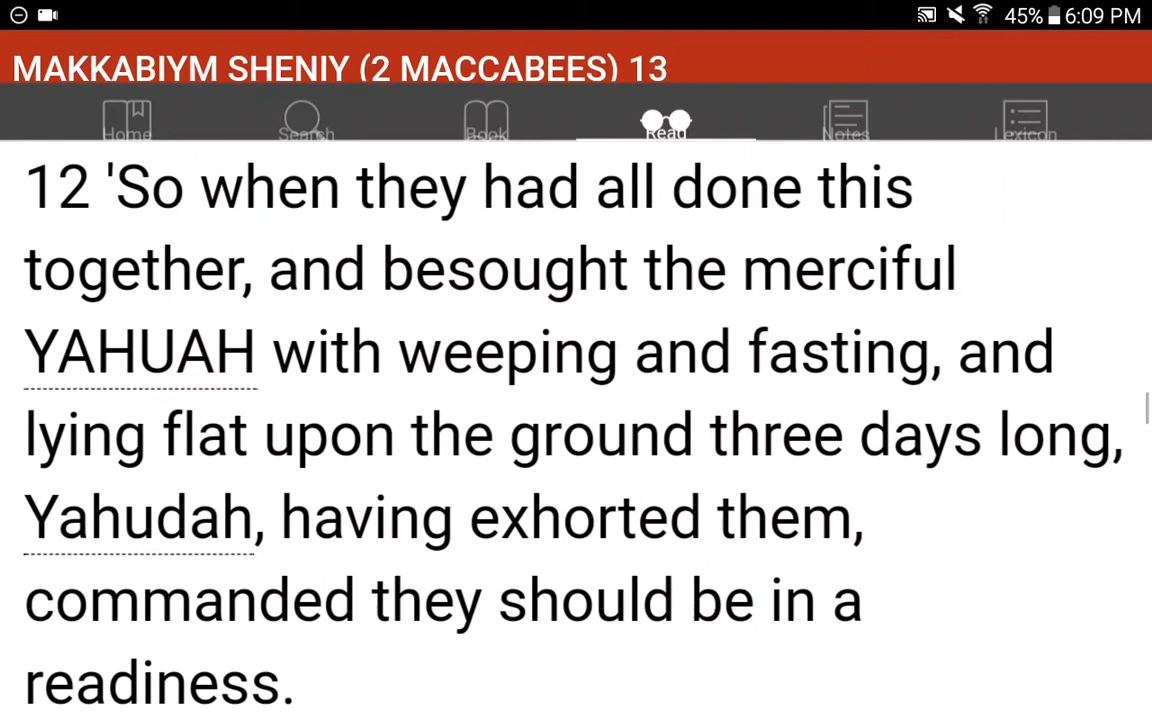 45% 6:09 PM
MAKKABIYM SHENIY (2 MACCABEES) 13
Home Search Book Read Notes Lexicon
12 'So when they had all done this
together, and besought the merciful
YAHUAH with weeping and fasting, and
lying flat upon the ground three days long,
Yahudah, having exhorted them,
commanded they should be in a
readiness.